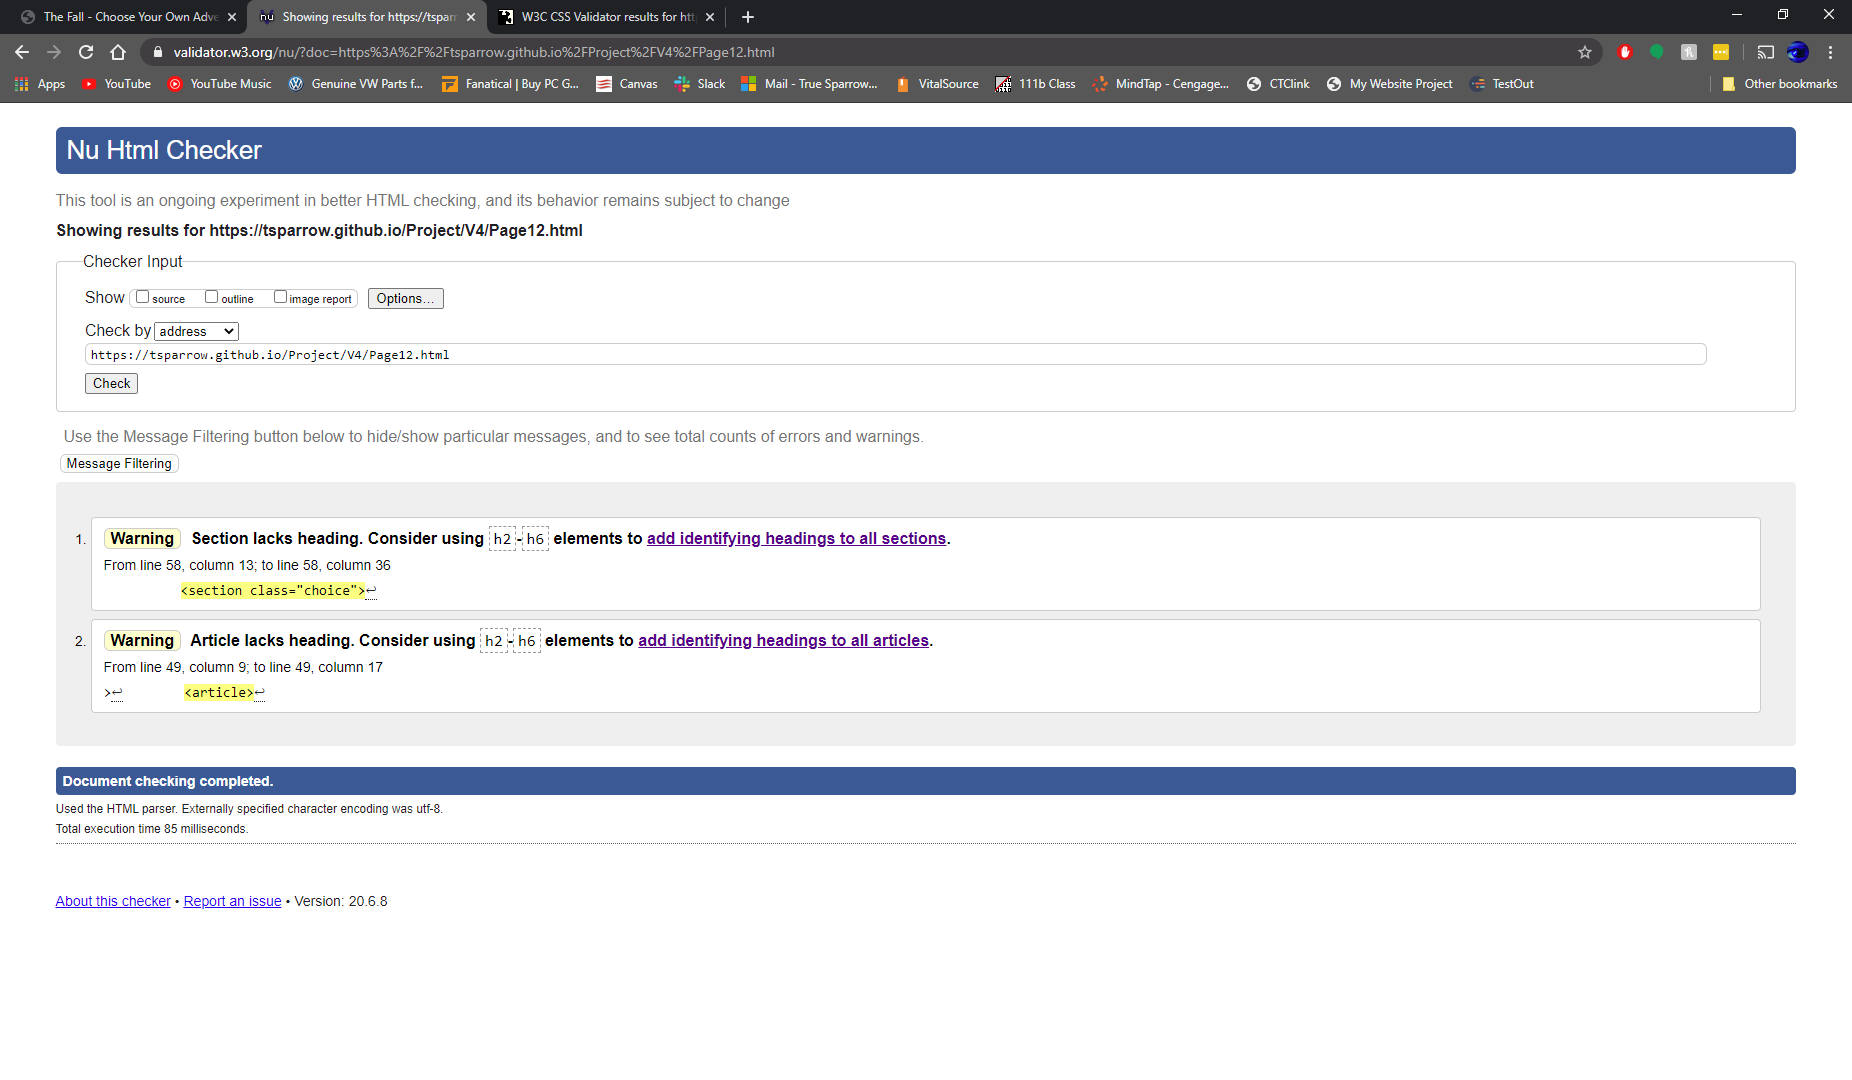 The Fall - Choose Your Own Adve
Showing results for https://tsparr
W3C CSS Validator results for htt
validator.w3.org/nu/?doc=https%3A%2F%2Ftsparrow.github.io%2FProject%2FV4%2FPage12.html
Apps YouTube YouTube Music Genuine VW Parts f... Fanatical | Buy PC G... Canvas Slack Mail - True Sparrow... VitalSource 111b Class MindTap - Cengage... CTClink My Website Project TestOut Other bookmarks
Nu Html Checker
This tool is an ongoing experiment in better HTML checking, and its behavior remains subject to change
Showing results for https://tsparrow.github.io/Project/V4/Page12.html
Checker Input
Show source outline image report Options...
Check by address
https://tsparrow.github.io/Project/V4/Page12.html
Check
Use the Message Filtering button below to hide/show particular messages, and to see total counts of errors and warnings.
Message Filtering
1. Warning Section lacks heading. Consider using h2-h6 elements to add identifying headings to all sections.
From line 58, column 13; to line 58, column 36
<section class="choice">↩
2. Warning Article lacks heading. Consider using h2-h6 elements to add identifying headings to all articles.
From line 49, column 9; to line 49, column 17
>↩ <article>↩
Document checking completed.
Used the HTML parser. Externally specified character encoding was utf-8.
Total execution time 85 milliseconds.
About this checker • Report an issue • Version: 20.6.8